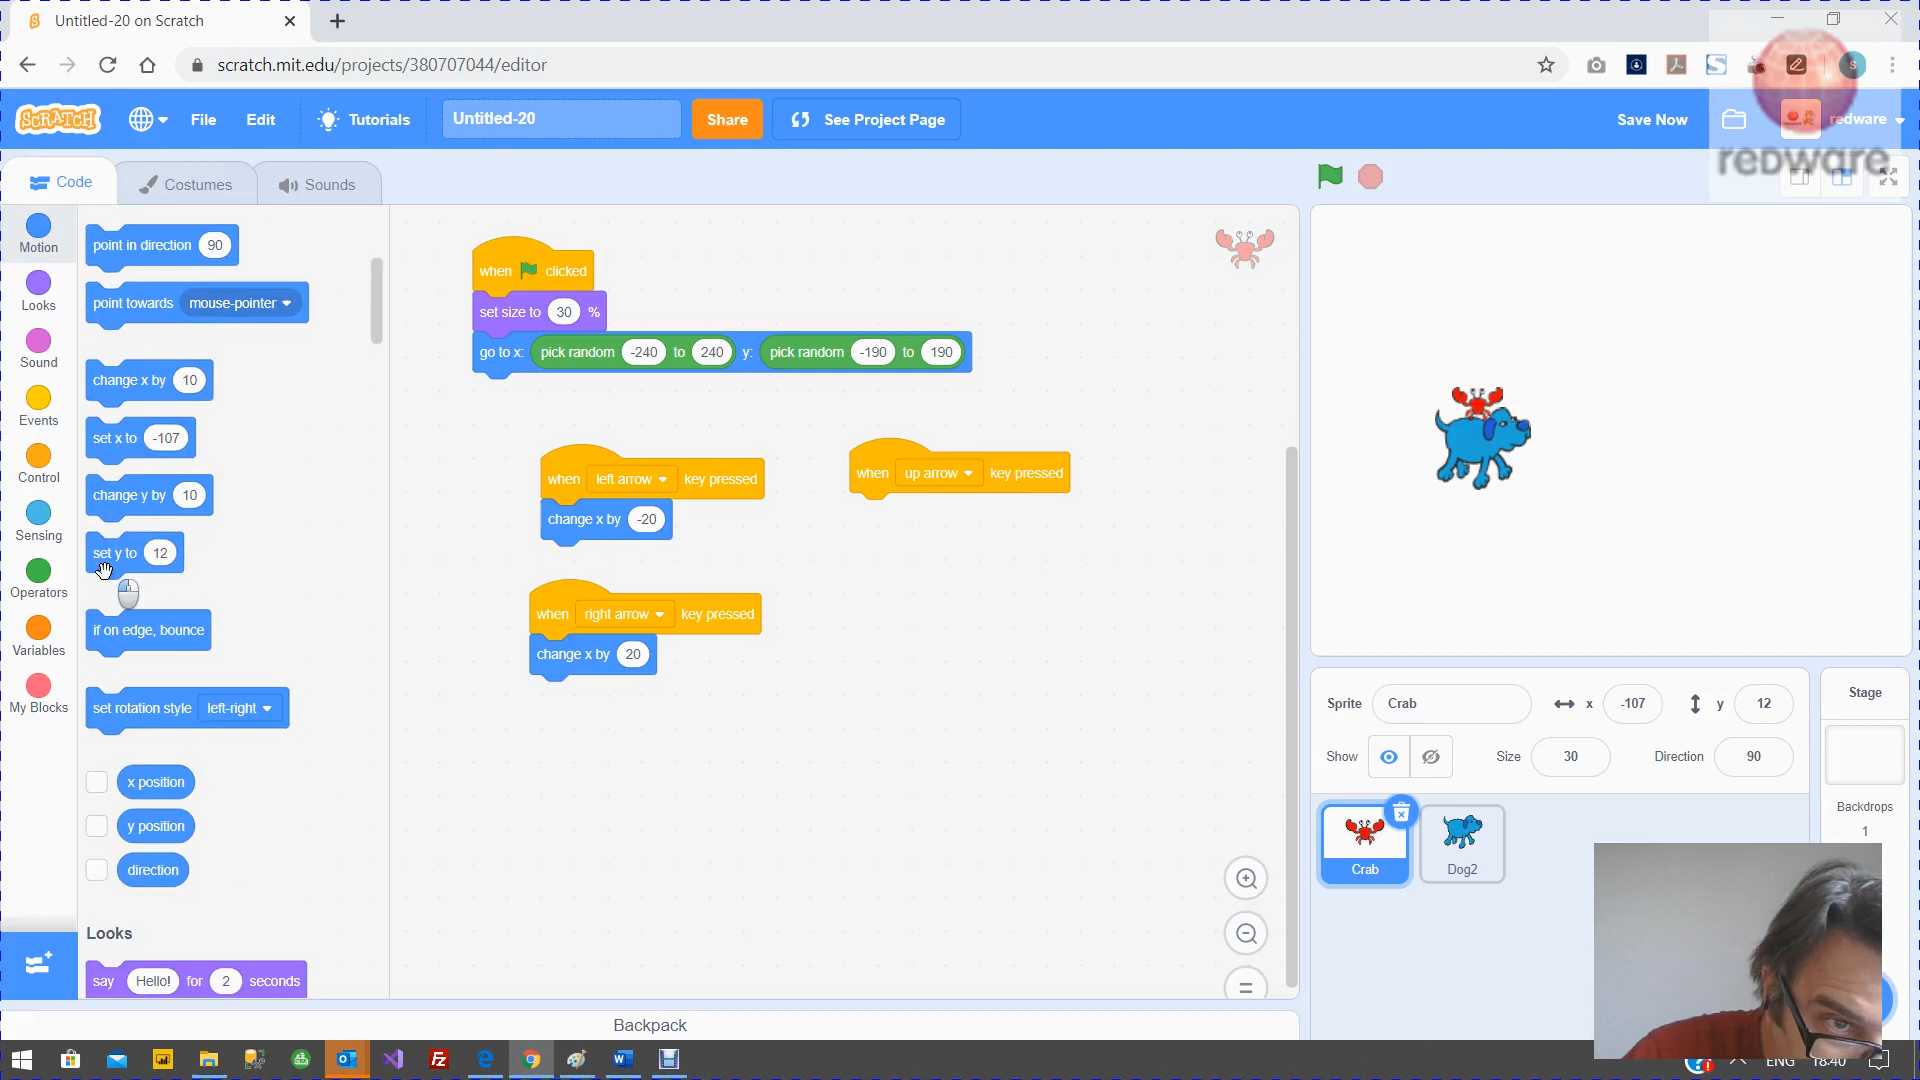 Untitled-20 on Scratch
scratch.mit.edu/projects/380707044/editor
S
SCRATCH
File
Edit
Tutorials
Untitled-20
Share
See Project Page
Save Now
redware
redware
Code
Costumes
Sounds
Motion
Looks
Sound
Events
Control
Sensing
Operators
Variables
My Blocks
point in direction 90
point towards mouse-pointer
change x by 10
set x to -107
change y by 10
set y to 12
if on edge, bounce
set rotation style left-right
x position
y position
direction
Looks
say Hello! for 2 seconds
when clicked
set size to 30 %
go to x: pick random -240 to 240 y: pick random -190 to 190
when left arrow key pressed
change x by -20
when up arrow key pressed
when right arrow key pressed
change x by 20
Sprite Crab x -107 y 12
Show Size 30 Direction 90
Crab
Dog2
Stage
Backdrops
1
Backpack
ENG 18:40